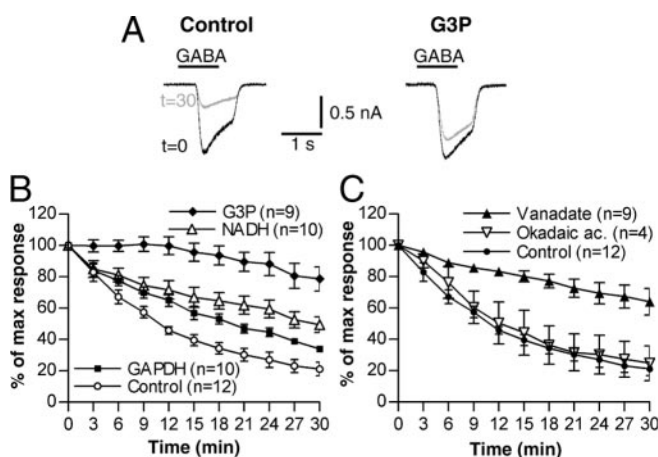 A
Control
G3P
GABA
GABA
t=30
t=0
0.5 nA
1 s
B
% of max response
120
100
80
60
40
20
0
G3P (n=9)
NADH (n=10)
GAPDH (n=10)
Control (n=12)
0 3 6 9 12 15 18 21 24 27 30
Time (min)
C
% of max response
120
100
80
60
40
20
0
Vanadate (n=9)
Okadaic ac. (n=4)
Control (n=12)
0 3 6 9 12 15 18 21 24 27 30
Time (min)